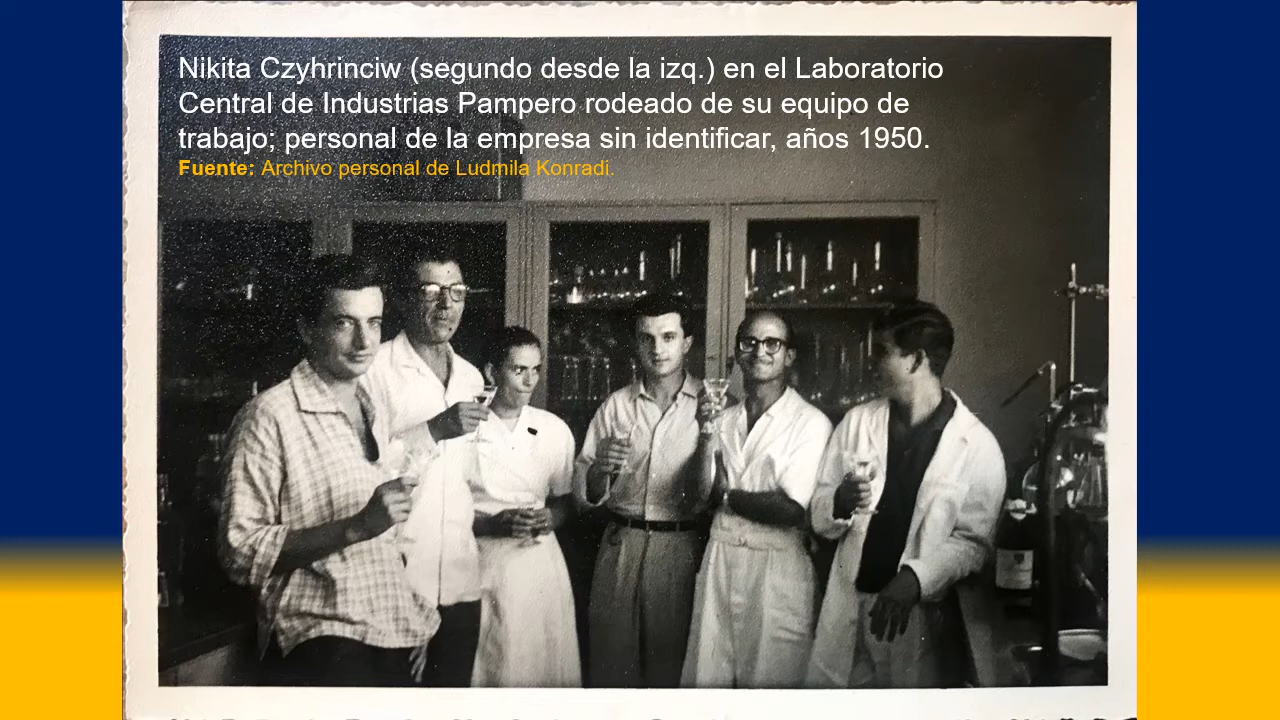 Nikita Czyhrinciw (segundo desde la izq.) en el Laboratorio
Central de Industrias Pampero rodeado de su equipo de
trabajo; personal de la empresa sin identificar, años 1950.
Fuente: Archivo personal de Ludmila Konradi.